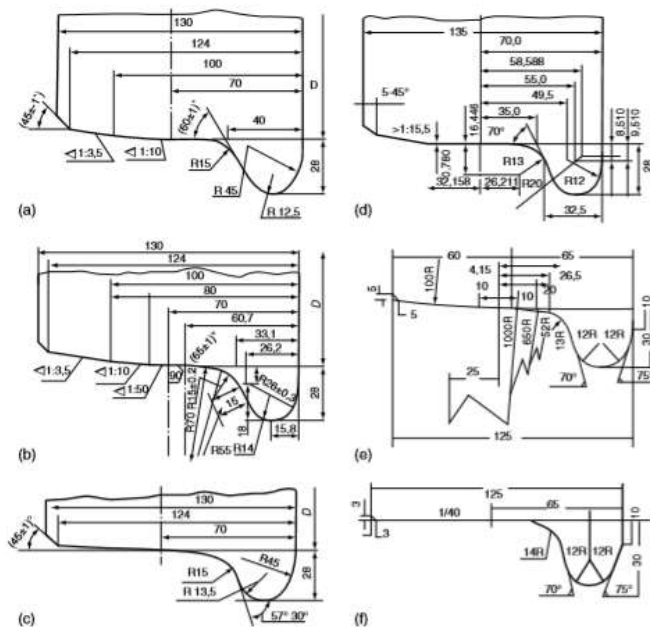 130
124
100
70
D
40
(45±1)°
(60±1)°
◁1:3,5
◁1:10
R15
R 45
R 12,5
28
(a)
135
70,0
58,588
55,0
49,5
35,0
5-45°
>1:15,5
16,446
70°
8,510
9,510
R13
R20
R12
28
32,158
26,211
32,5
(d)
130
124
100
80
70
60,7
33,1
26,2
D
(65±1)°
◁1:3,5
◁1:10
◁1:50
90
R70
R15±0,2
15
R26±0,3
R55
18
R14
15,8
28
(b)
60
65
4,15
26,5
10
10
20
5
5
100R
1000R
650R
52R
13R
12R
12R
10
30
25
70°
75°
125
(e)
130
124
70
D
(45±1)°
R15
R45
R 13,5
28
57° 30°
(c)
125
65
3
3
1/40
10
14R
12R
12R
30
70°
75°
(f)